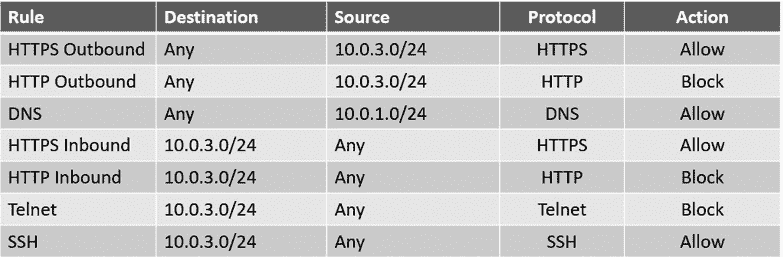 Rule Destination Source Protocol Action
HTTPS Outbound Any 10.0.3.0/24 HTTPS Allow
HTTP Outbound Any 10.0.3.0/24 HTTP Block
DNS Any 10.0.1.0/24 DNS Allow
HTTPS Inbound 10.0.3.0/24 Any HTTPS Allow
HTTP Inbound 10.0.3.0/24 Any HTTP Block
Telnet 10.0.3.0/24 Any Telnet Block
SSH 10.0.3.0/24 Any SSH Allow